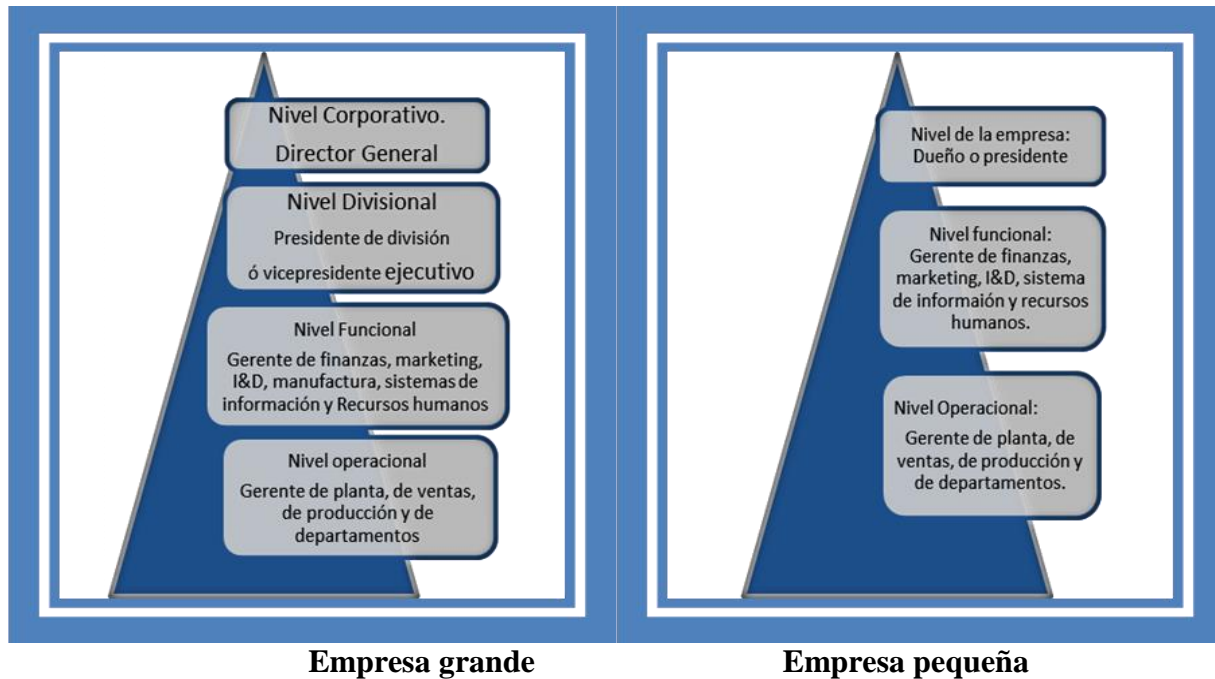 Nivel Corporativo.
Director General
Nivel Divisional
Presidente de división
ó vicepresidente ejecutivo
Nivel Funcional
Gerente de finanzas, marketing,
I&D, manufactura, sistemas de
información y Recursos humanos
Nivel operacional
Gerente de planta, de ventas,
de producción y de
departamentos
Nivel de la empresa:
Dueño o presidente
Nivel funcional:
Gerente de finanzas,
marketing, I&D, sistema
de informaión y recursos
humanos.
Nivel Operacional:
Gerente de planta, de
ventas, de producción y
de departamentos.
Empresa grande
Empresa pequeña